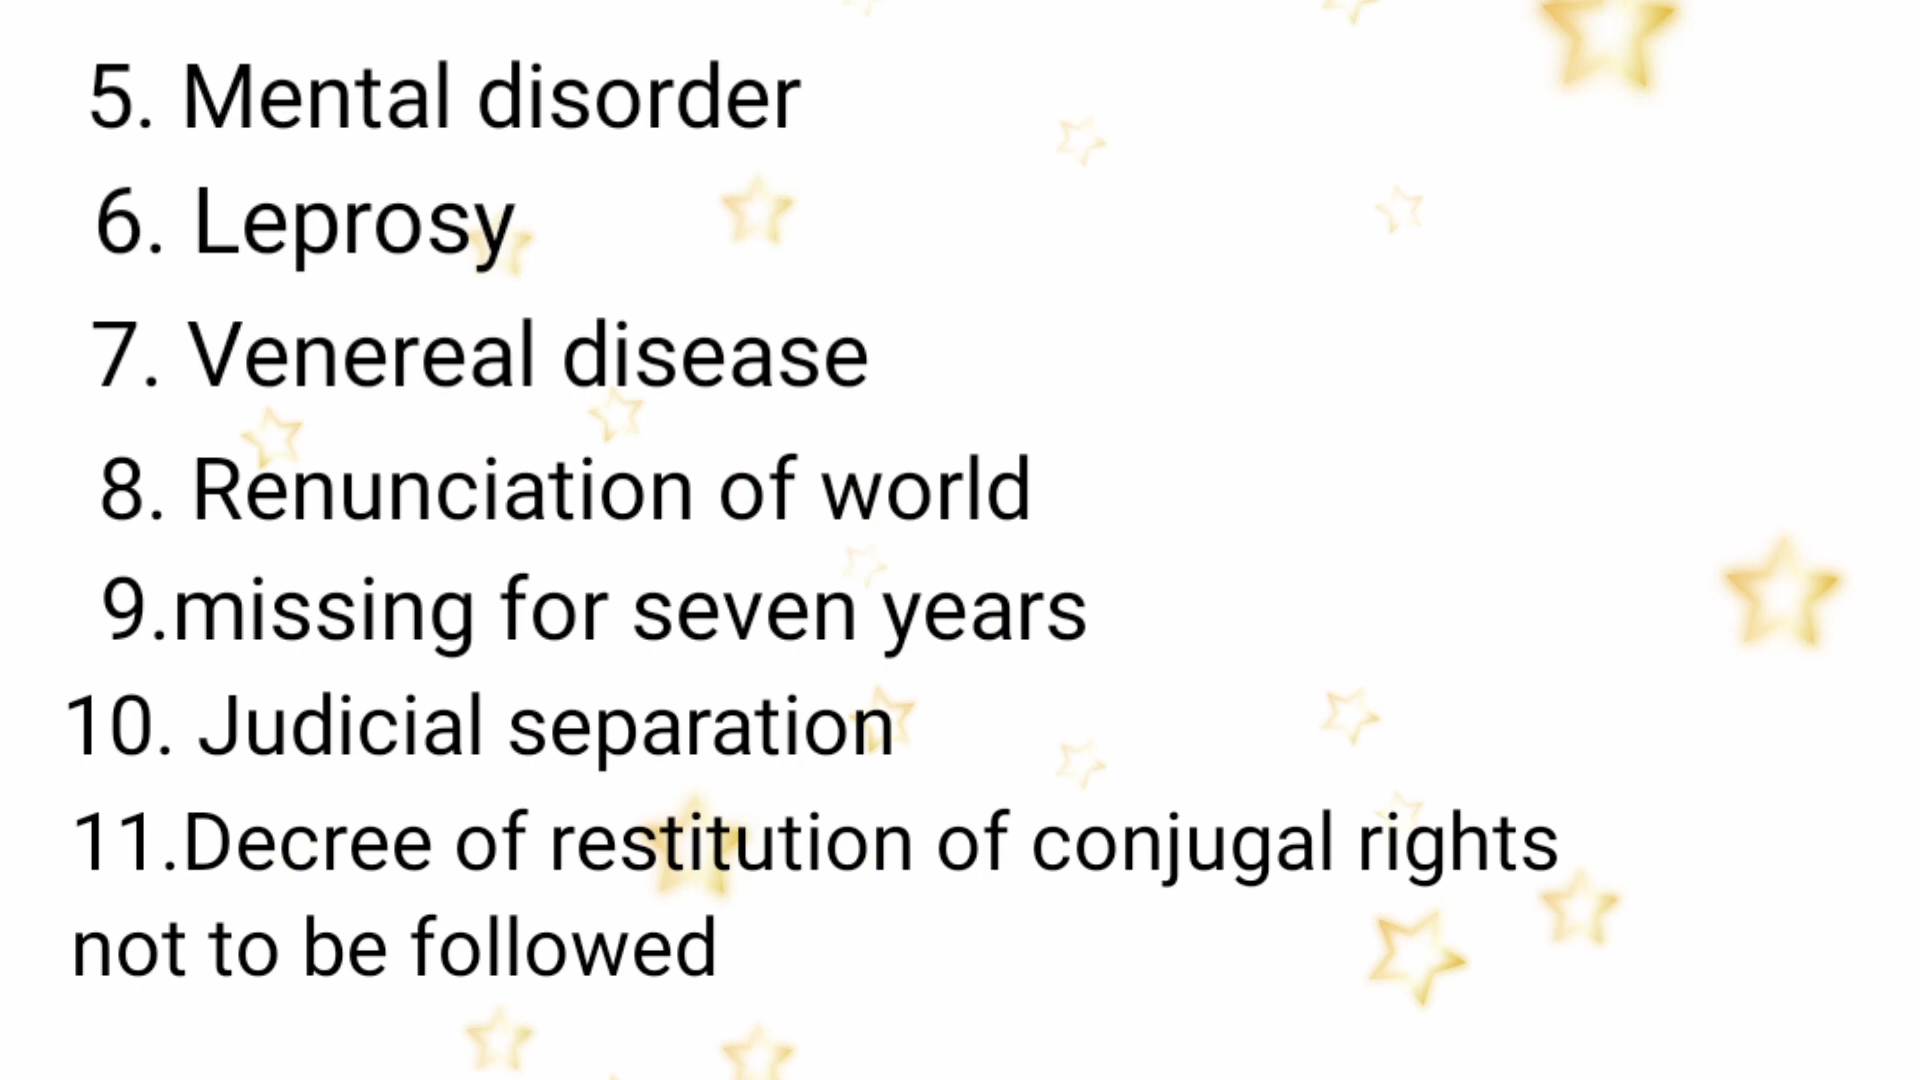 5. Mental disorder
6. Leprosy
7. Venereal disease
8. Renunciation of world
9.missing for seven years
10. Judicial separation
11.Decree of restitution of conjugal rights
not to be followed